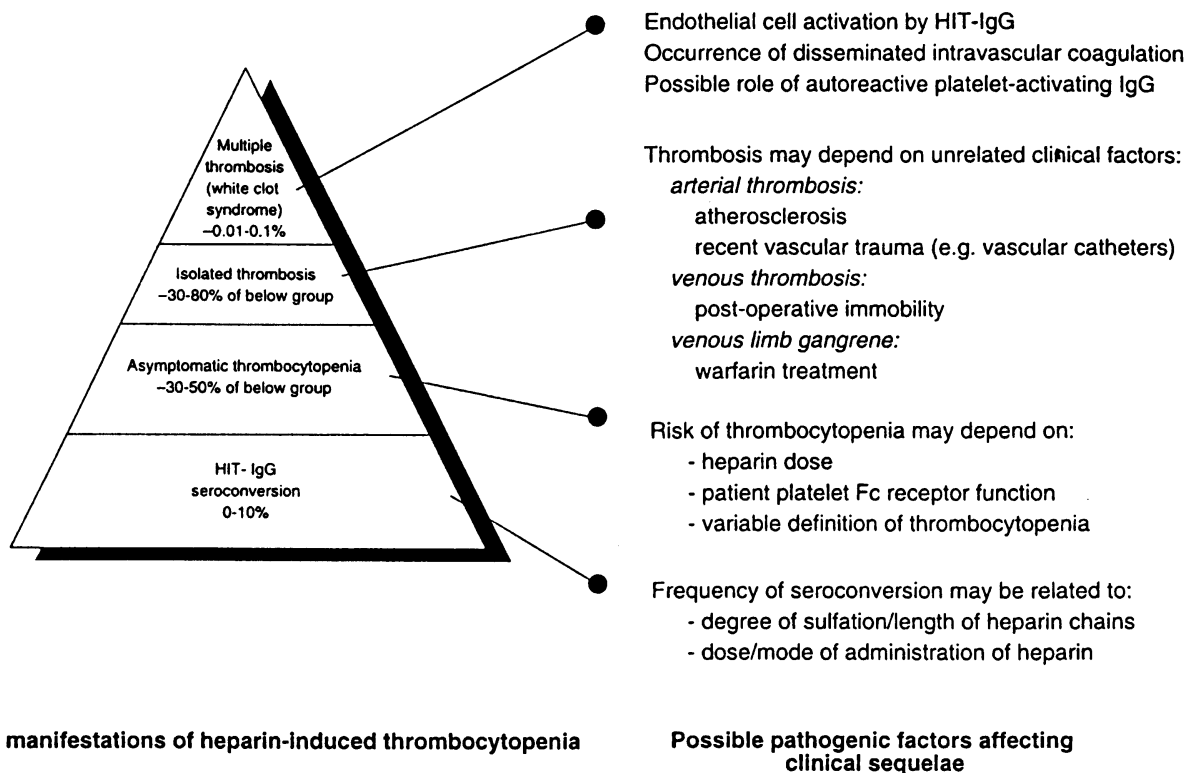 Endothelial cell activation by HIT-IgG
Occurrence of disseminated intravascular coagulation
Possible role of autoreactive platelet-activating IgG
Multiple
thrombosis
(white clot
syndrome)
~0.01-0.1%
Thrombosis may depend on unrelated clinical factors:
arterial thrombosis:
atherosclerosis
recent vascular trauma (e.g. vascular catheters)
venous thrombosis:
post-operative immobility
venous limb gangrene:
warfarin treatment
Isolated thrombosis
~30-80% of below group
Asymptomatic thrombocytopenia
~30-50% of below group
Risk of thrombocytopenia may depend on:
- heparin dose
- patient platelet Fc receptor function
- variable definition of thrombocytopenia
HIT- IgG
seroconversion
0-10%
Frequency of seroconversion may be related to:
- degree of sulfation/length of heparin chains
- dose/mode of administration of heparin
manifestations of heparin-induced thrombocytopenia
Possible pathogenic factors affecting
clinical sequelae